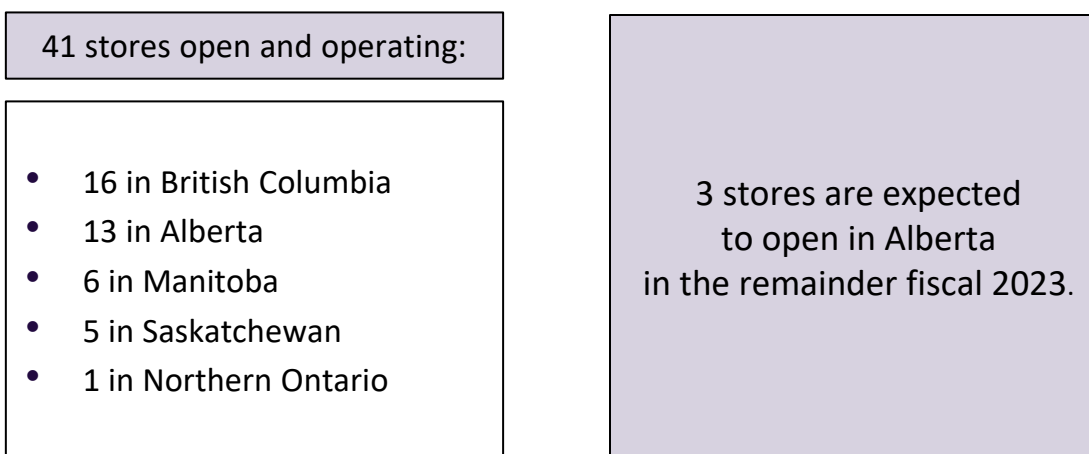 41 stores open and operating:
• 16 in British Columbia
• 13 in Alberta
• 6 in Manitoba
• 5 in Saskatchewan
• 1 in Northern Ontario
3 stores are expected
to open in Alberta
in the remainder fiscal 2023.